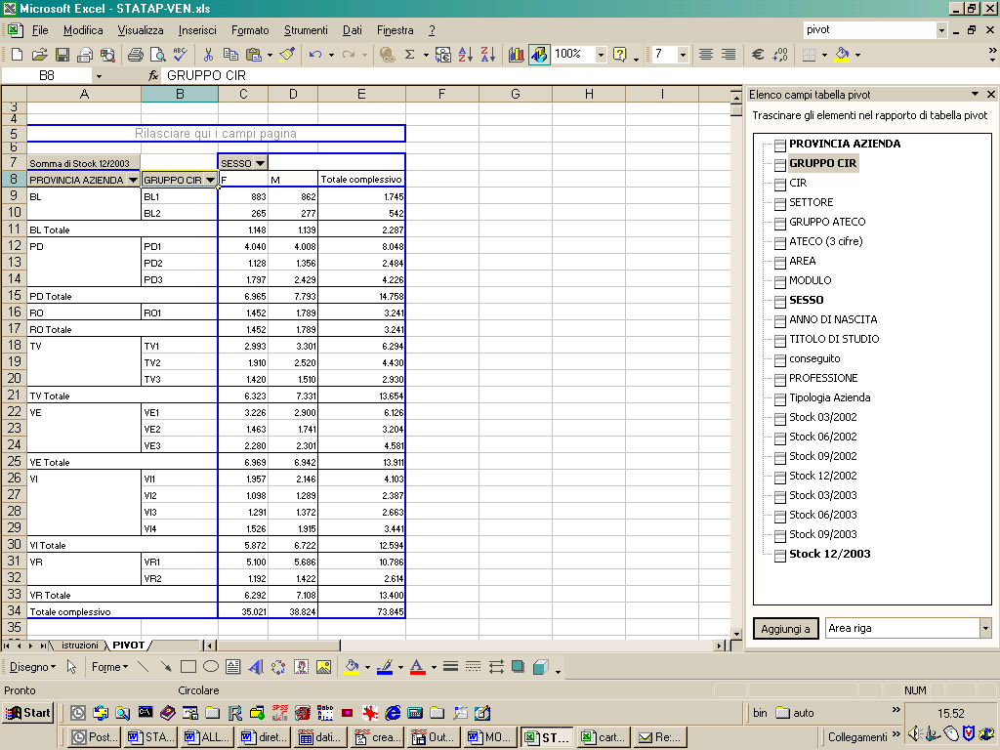 Microsoft Excel - STATAP-VEN.xls
File Modifica Visualizza Inserisci Formato Strumenti Dati Finestra ? pivot
100% 7
B8 fx GRUPPO CIR
A B C D E F G H I
3
4
5 Rilasciare qui i campi pagina
6
7 Somma di Stock 12/2003 SESSO
8 PROVINCIA AZIENDA GRUPPO CIR F M Totale complessivo
9 BL BL1 883 862 1.745
10 BL2 265 277 542
11 BL Totale 1.148 1.139 2.287
12 PD PD1 4.040 4.008 8.048
13 PD2 1.128 1.356 2.484
14 PD3 1.797 2.429 4.226
15 PD Totale 6.965 7.793 14.758
16 RO RO1 1.452 1.789 3.241
17 RO Totale 1.452 1.789 3.241
18 TV TV1 2.993 3.301 6.294
19 TV2 1.910 2.520 4.430
20 TV3 1.420 1.510 2.930
21 TV Totale 6.323 7.331 13.654
22 VE VE1 3.226 2.900 6.126
23 VE2 1.463 1.741 3.204
24 VE3 2.280 2.301 4.581
25 VE Totale 6.969 6.942 13.911
26 VI VI1 1.957 2.146 4.103
27 VI2 1.098 1.289 2.387
28 VI3 1.291 1.372 2.663
29 VI4 1.526 1.915 3.441
30 VI Totale 5.872 6.722 12.594
31 VR VR1 5.100 5.686 10.786
32 VR2 1.192 1.422 2.614
33 VR Totale 6.292 7.108 13.400
34 Totale complessivo 35.021 38.824 73.845
35
istruzioni PIVOT
Elenco campi tabella pivot
Trascinare gli elementi nel rapporto di tabella pivot
PROVINCIA AZIENDA
GRUPPO CIR
CIR
SETTORE
GRUPPO ATECO
ATECO (3 cifre)
AREA
MODULO
SESSO
ANNO DI NASCITA
TITOLO DI STUDIO
conseguito
PROFESSIONE
Tipologia Azienda
Stock 03/2002
Stock 06/2002
Stock 09/2002
Stock 12/2002
Stock 03/2003
Stock 06/2003
Stock 09/2003
Stock 12/2003
Aggiungi a Area riga
Disegno Forme
Pronto Circolare NUM
Start bin auto 15.52
Post... STA... ALL... diret... dati... crea... Out... MO... ST... cart... Re:... Collegamenti